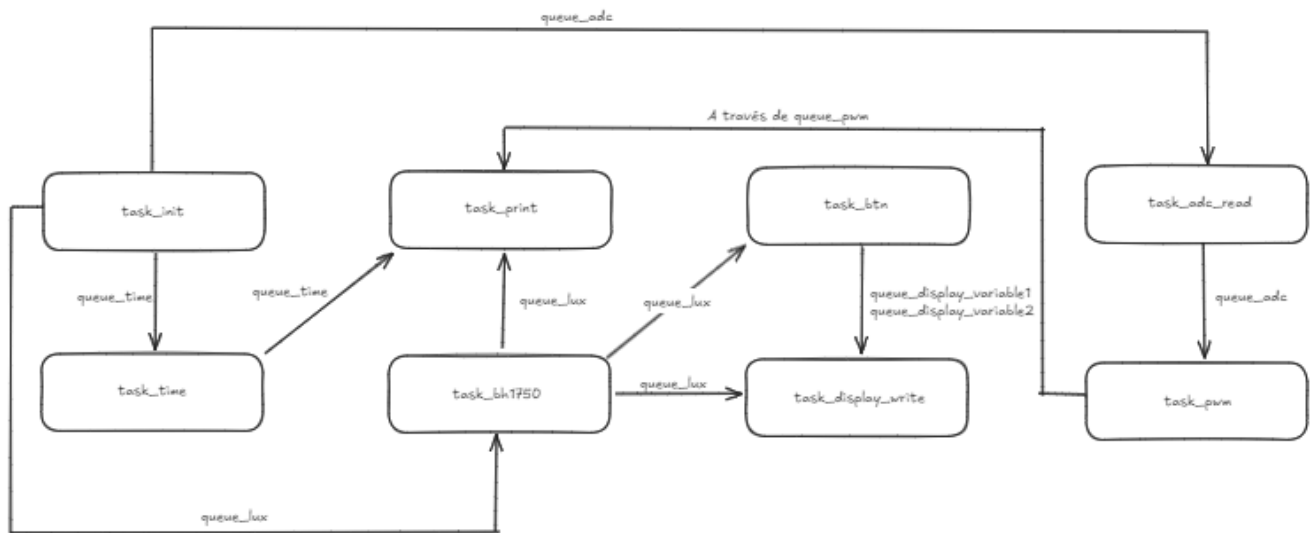 queue_adc
A través de queue_pwm
task_init
task_print
task_btn
task_adc_read
queue_time
queue_time
queue_lux
queue_lux
queue_display_variable1
queue_display_variable2
queue_adc
task_time
task_bh1750
queue_lux
task_display_write
task_pwm
queue_lux